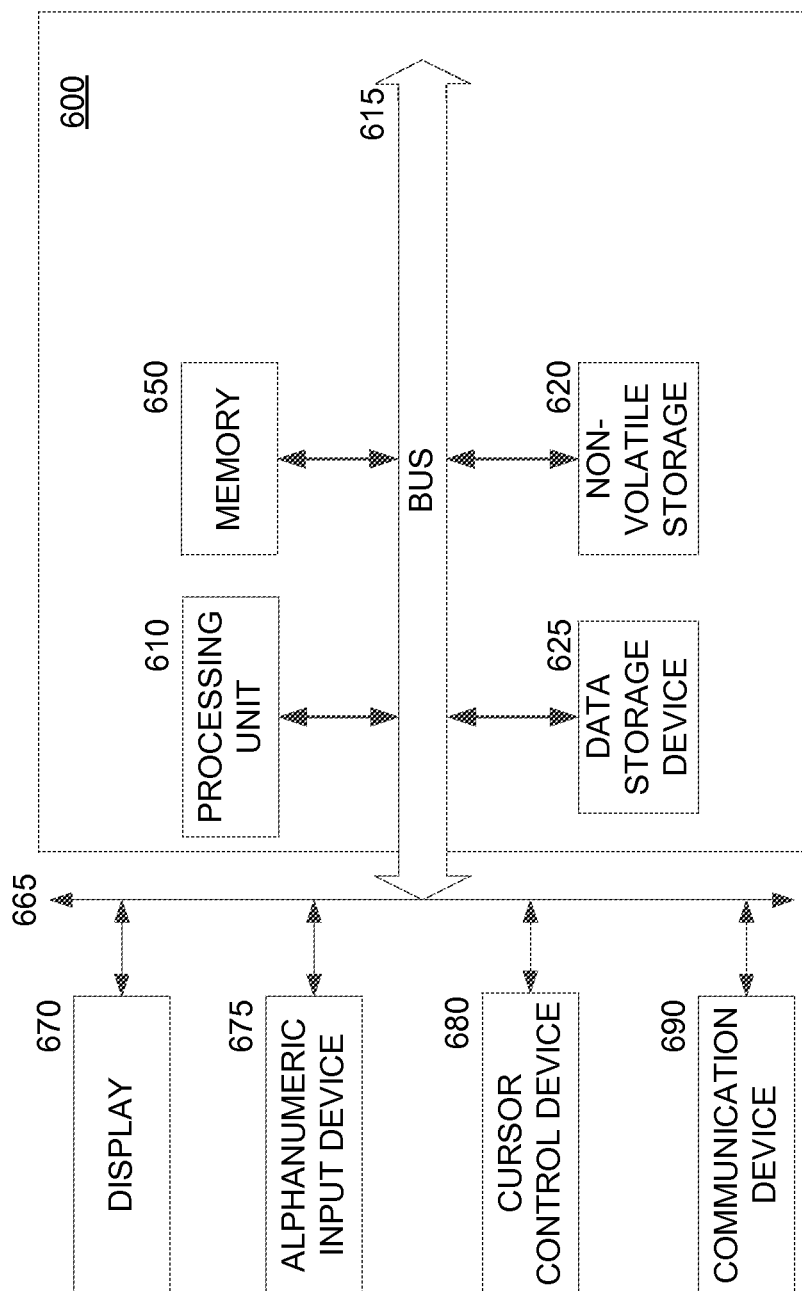 665
670
600
DISPLAY
610
650
PROCESSING
UNIT
MEMORY
675
ALPHANUMERIC
INPUT DEVICE
615
BUS
680
CURSOR
CONTROL DEVICE
625
DATA
STORAGE
DEVICE
620
NON-
VOLATILE
STORAGE
690
COMMUNICATION
DEVICE